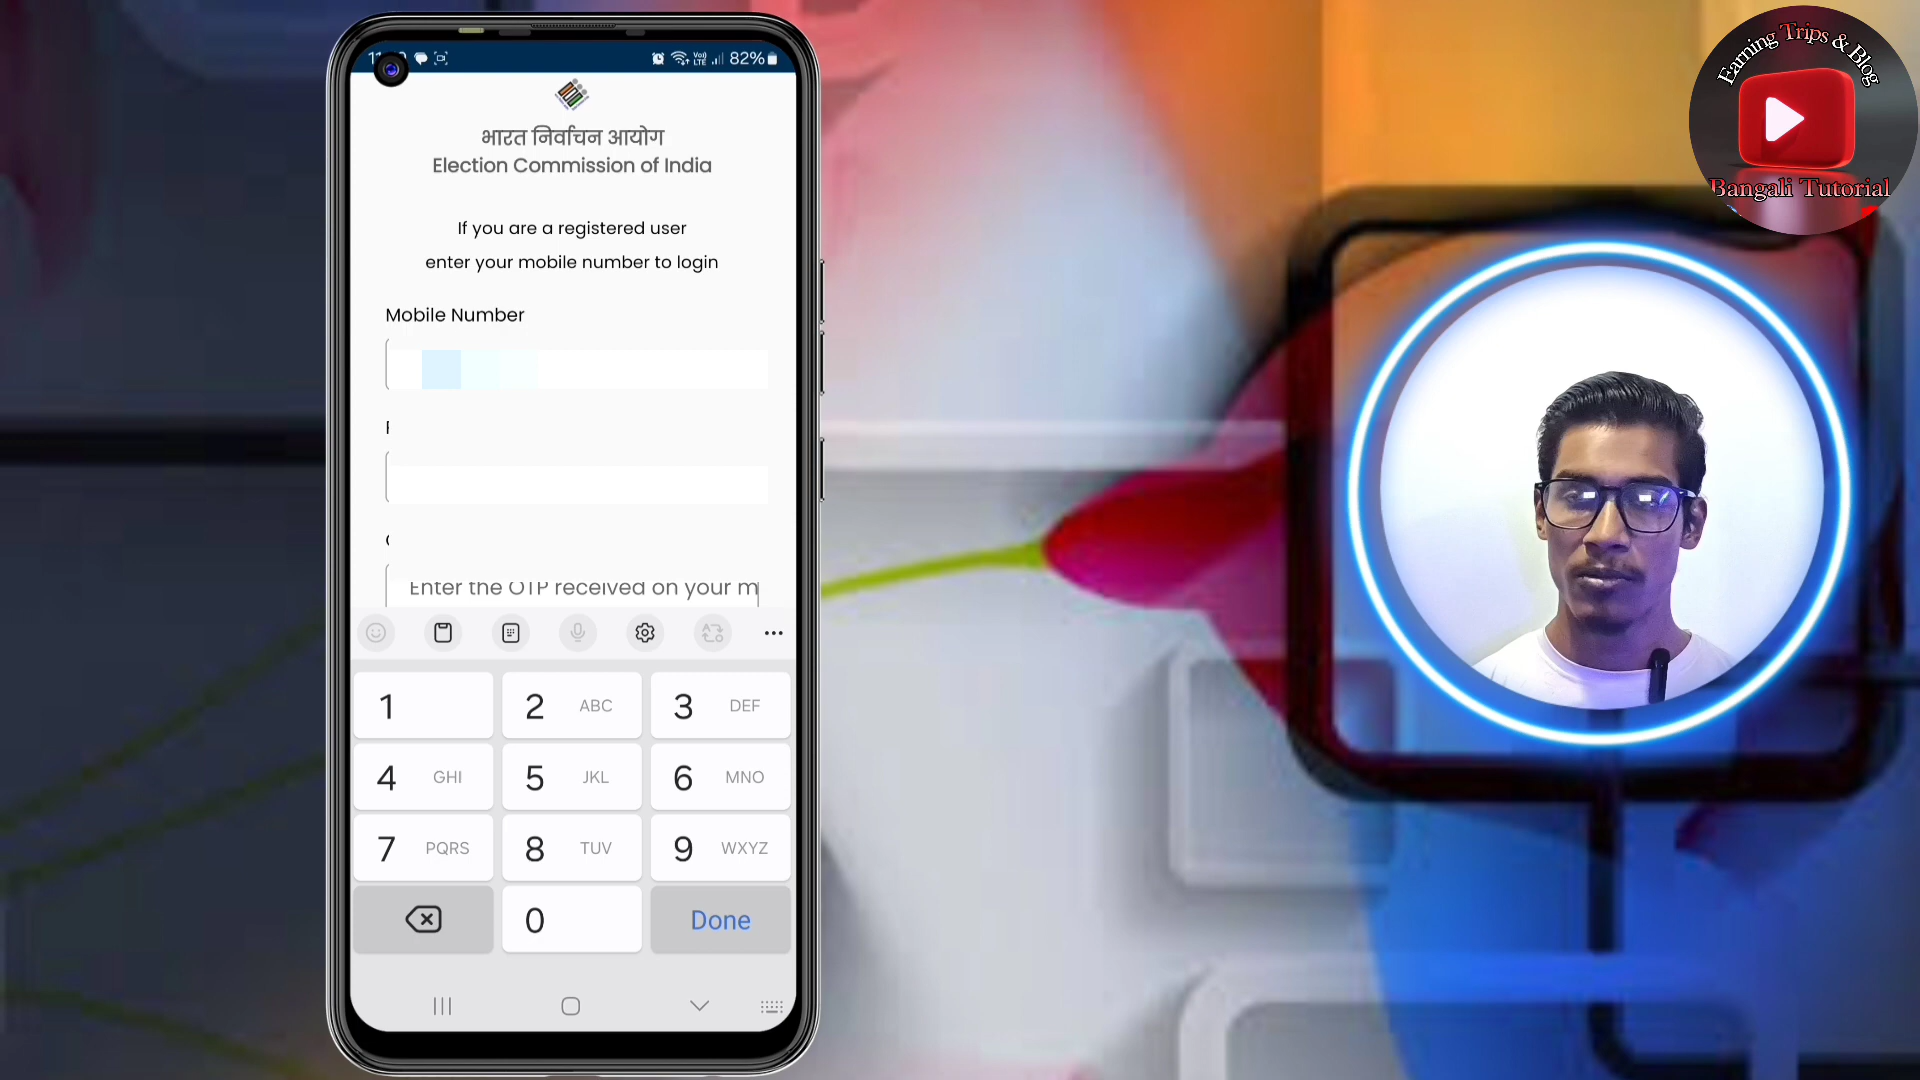 82%
भारत निर्वाचन आयोग
Election Commission of India
If you are a registered user
enter your mobile number to login
Mobile Number
Enter the OTP received on your m
1
2 ABC
3 DEF
4 GHI
5 JKL
6 MNO
7 PQRS
8 TUV
9 WXYZ
0
Done
Earning Trips & Blog
Bangali Tutorial